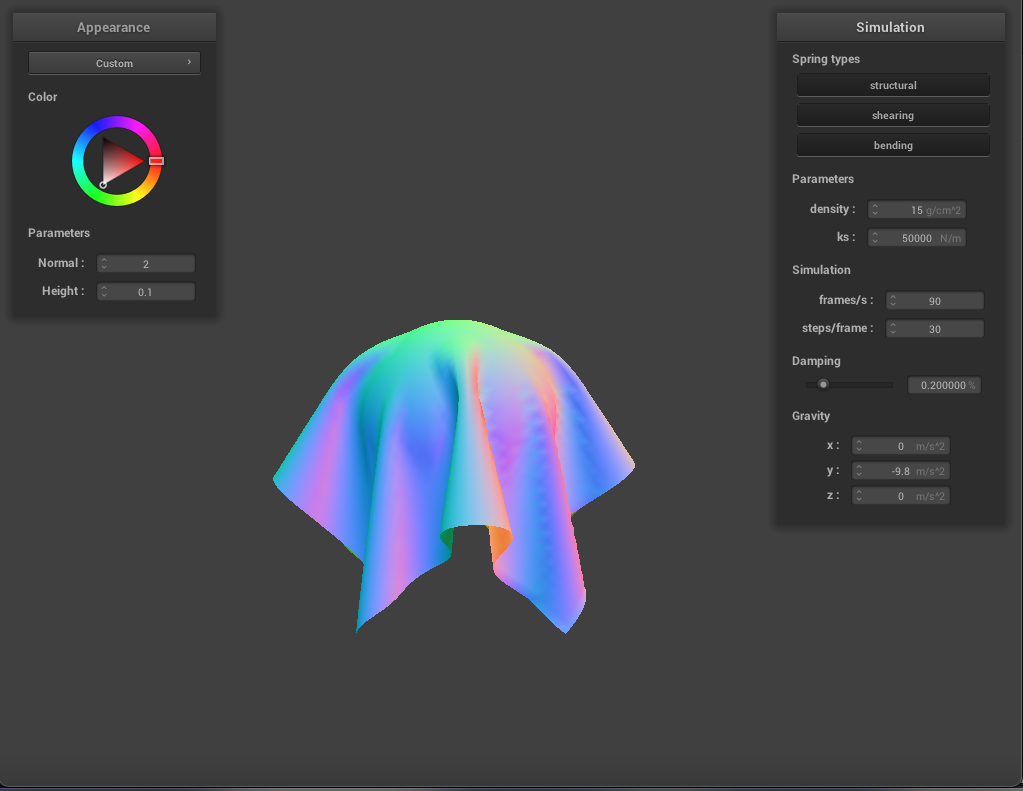 Appearance
Custom ›
Color
Parameters
Normal : 2
Height : 0.1
Simulation
Spring types
structural
shearing
bending
Parameters
density : 15 g/cm^2
ks : 50000 N/m
Simulation
frames/s : 90
steps/frame : 30
Damping
0.200000 %
Gravity
x : 0 m/s^2
y : -9.8 m/s^2
z : 0 m/s^2